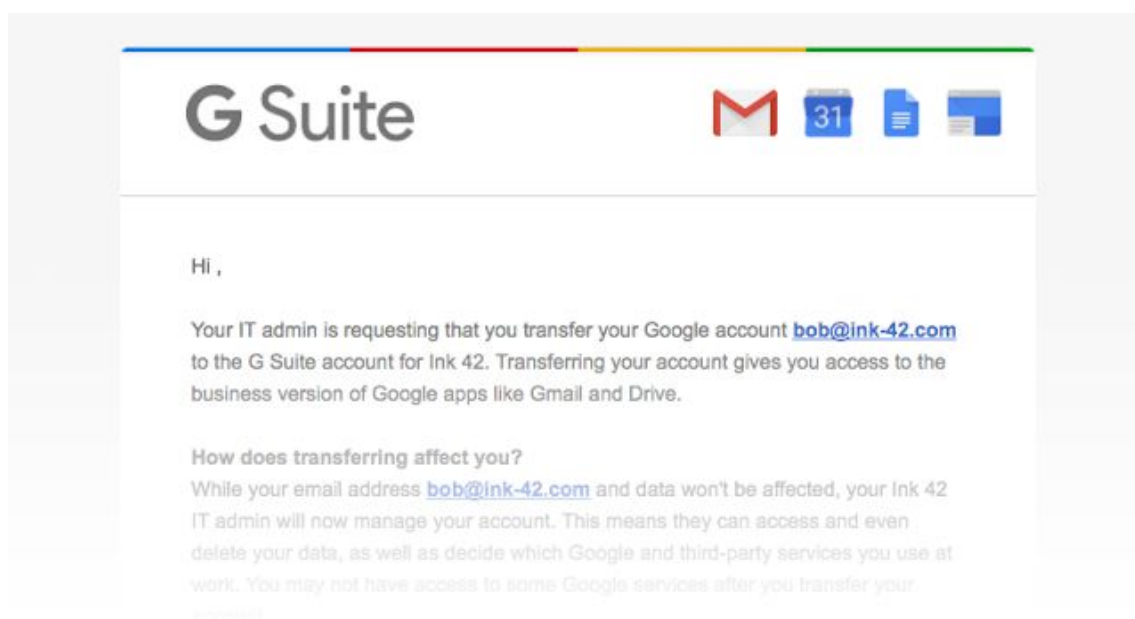 G Suite
31
Hi ,
Your IT admin is requesting that you transfer your Google account bob@ink-42.com
to the G Suite account for Ink 42. Transferring your account gives you access to the
business version of Google apps like Gmail and Drive.
How does transferring affect you?
While your email address bob@ink-42.com and data won't be affected, your Ink 42
IT admin will now manage your account. This means they can access and even
delete your data, as well as decide which Google and third-party services you use at
work. You may not have access to some Google services after you transfer your